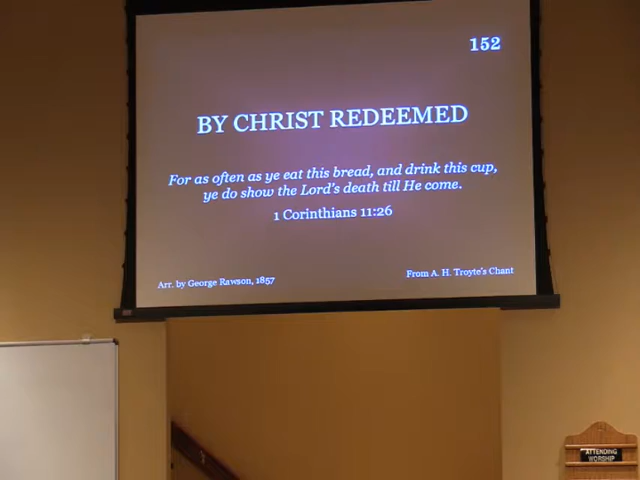 152
BY CHRIST REDEEMED
For as often as ye eat this bread, and drink this cup,
ye do show the Lord's death till He come.
1 Corinthians 11:26
Arr. by George Rawson, 1857
From A. H. Troyte's Chant
ATTENDING
WORSHIP